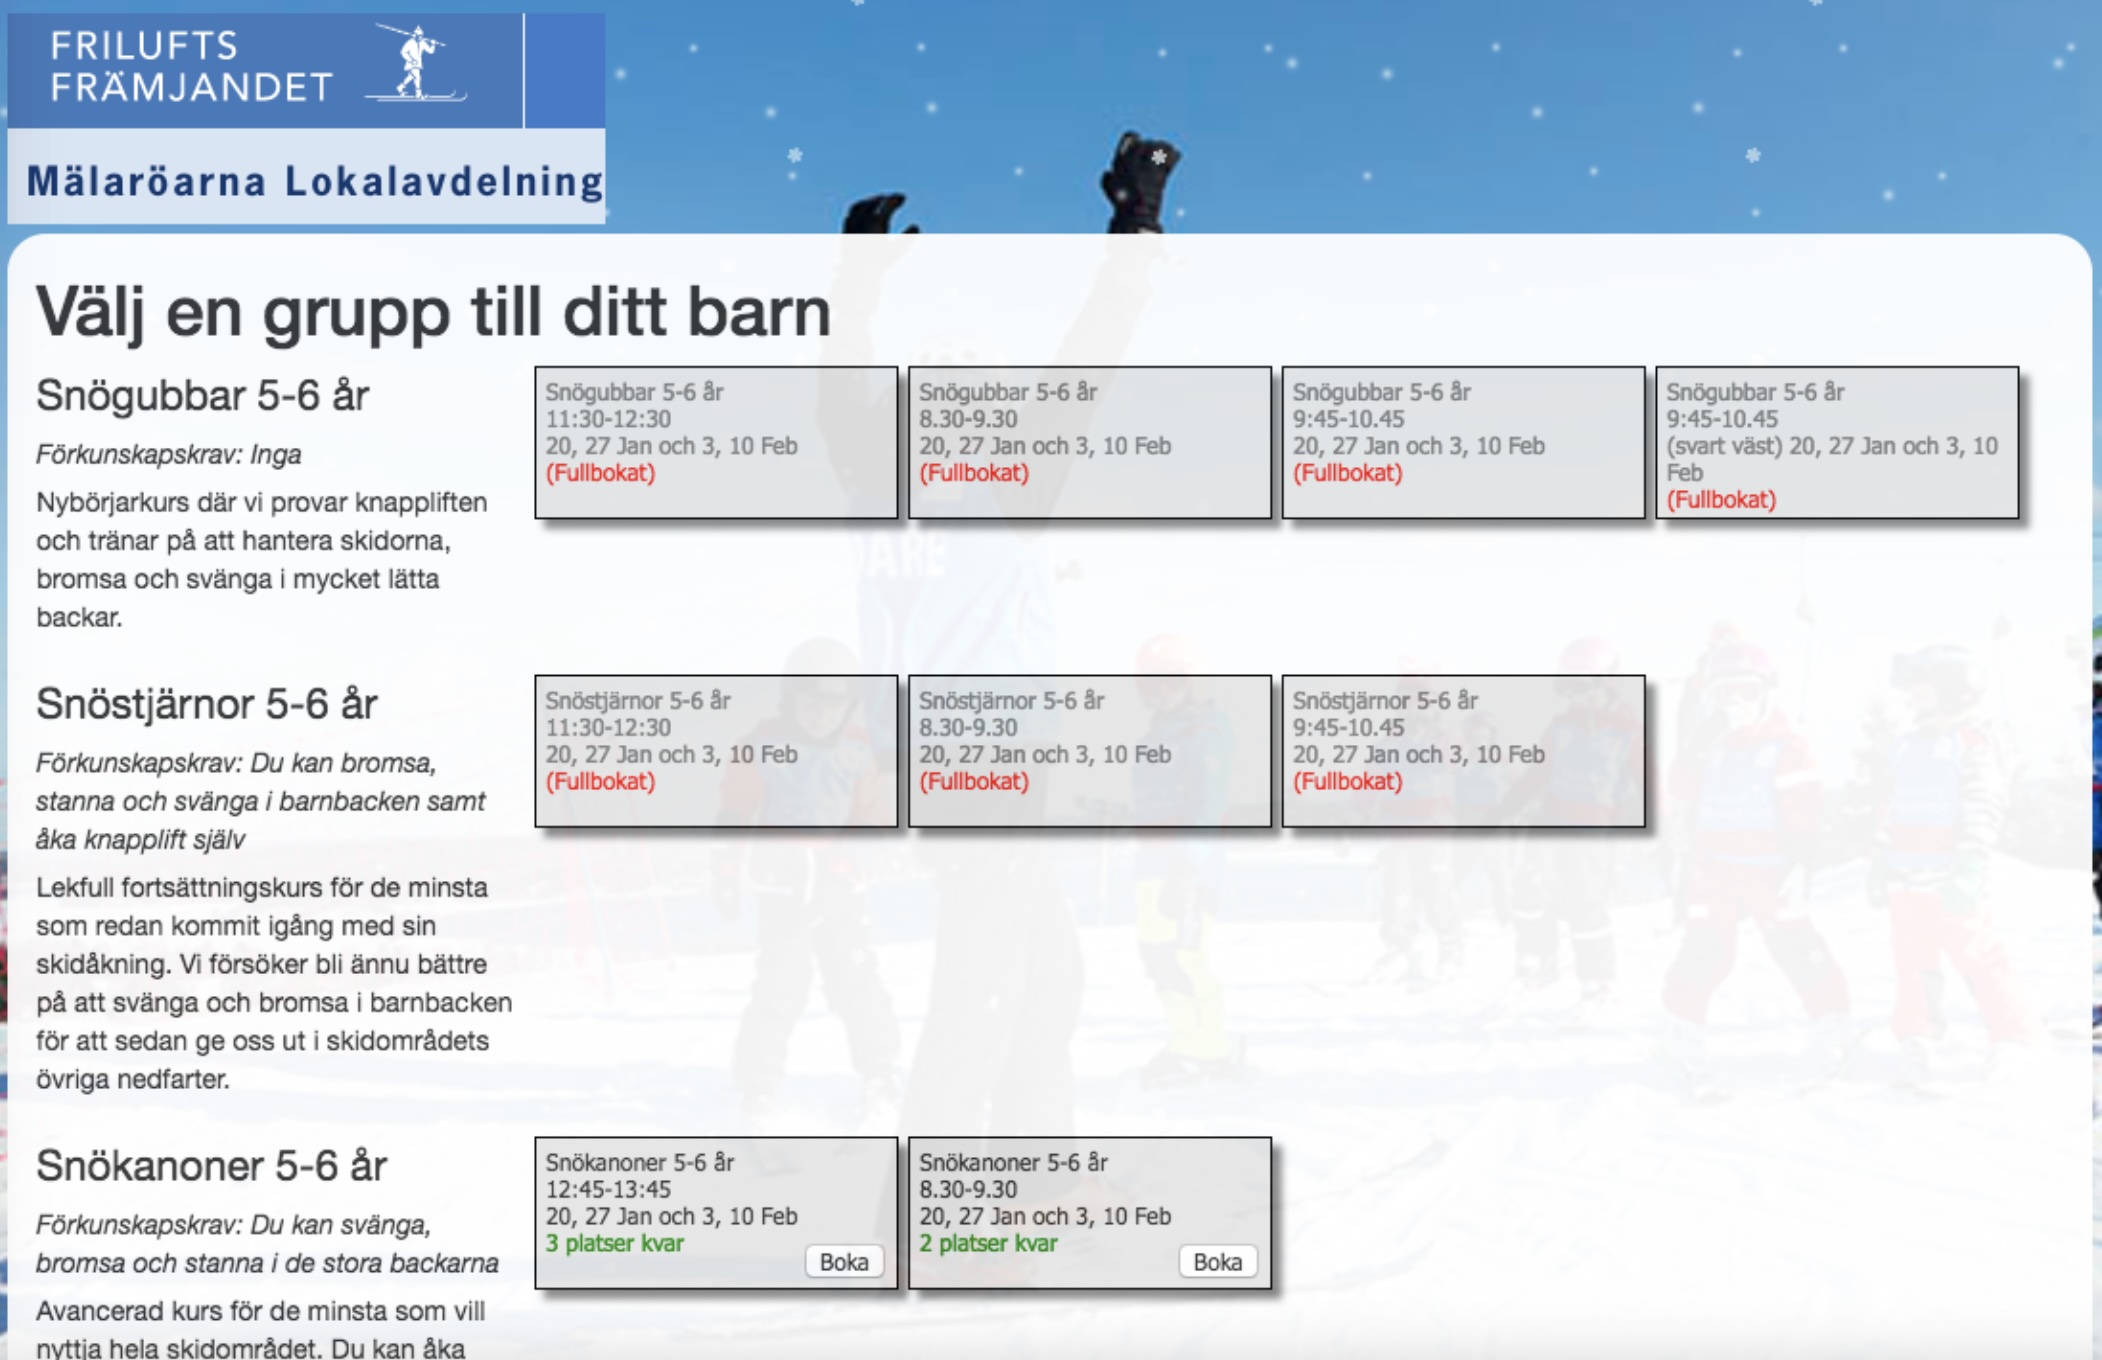 FRILUFTS
FRÄMJANDET
Mälaröarna Lokalavdelning
Välj en grupp till ditt barn
Snögubbar 5-6 år
Förkunskapskrav: Inga
Nybörjarkurs där vi provar knappliften
och tränar på att hantera skidorna,
bromsa och svänga i mycket lätta
backar.
Snögubbar 5-6 år
11:30-12:30
20, 27 Jan och 3, 10 Feb
(Fullbokat)
Snögubbar 5-6 år
8.30-9.30
20, 27 Jan och 3, 10 Feb
(Fullbokat)
Snögubbar 5-6 år
9:45-10.45
20, 27 Jan och 3, 10 Feb
(Fullbokat)
Snögubbar 5-6 år
9:45-10.45
(svart väst) 20, 27 Jan och 3, 10
Feb
(Fullbokat)
ÅRE
Snöstjärnor 5-6 år
Förkunskapskrav: Du kan bromsa,
stanna och svänga i barnbacken samt
åka knapplift själv
Lekfull fortsättningskurs för de minsta
som redan kommit igång med sin
skidåkning. Vi försöker bli ännu bättre
på att svänga och bromsa i barnbacken
för att sedan ge oss ut i skidområdets
övriga nedfarter.
Snöstjärnor 5-6 år
11:30-12:30
20, 27 Jan och 3, 10 Feb
(Fullbokat)
Snöstjärnor 5-6 år
8.30-9.30
20, 27 Jan och 3, 10 Feb
(Fullbokat)
Snöstjärnor 5-6 år
9:45-10.45
20, 27 Jan och 3, 10 Feb
(Fullbokat)
Snökanoner 5-6 år
Förkunskapskrav: Du kan svänga,
bromsa och stanna i de stora backarna
Avancerad kurs för de minsta som vill
nyttja hela skidområdet. Du kan åka
Snökanoner 5-6 år
12:45-13:45
20, 27 Jan och 3, 10 Feb
3 platser kvar
Boka
Snökanoner 5-6 år
8.30-9.30
20, 27 Jan och 3, 10 Feb
2 platser kvar
Boka